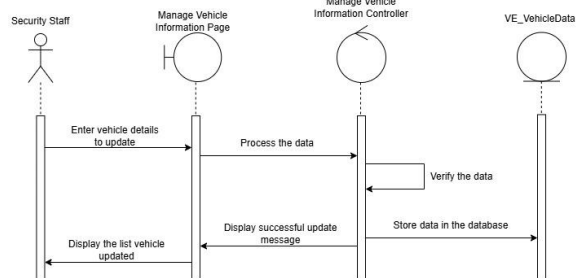 Security Staff
Manage Vehicle
Information Page
Manage Vehicle
Information Controller
VE_VehicleData
Enter vehicle details
to update
Process the data
Verify the data
Display successful update
message
Store data in the database
Display the list vehicle
updated